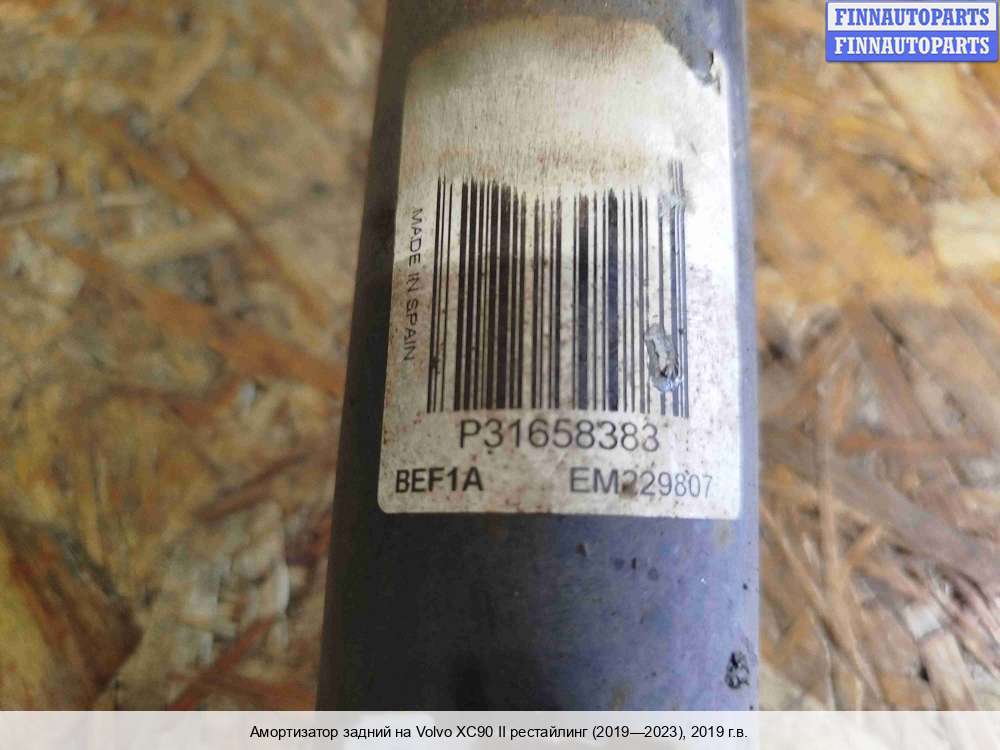 FINNAUTOPARTS
FINNAUTOPARTS
MADE IN SPAIN
P31658383
BEF1A EM229807
Амортизатор задний на Volvo XC90 II рестайлинг (2019—2023), 2019 г.в.